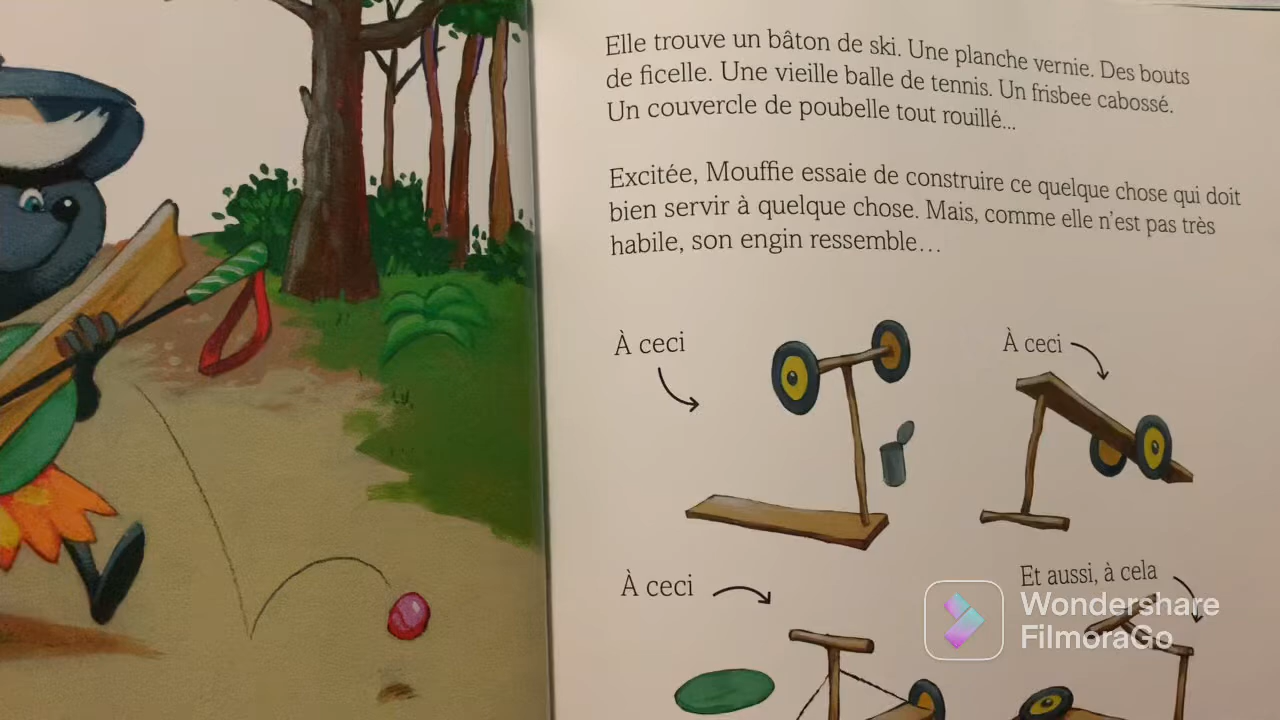 Elle trouve un bâton de ski. Une planche vernie. Des bouts
de ficelle. Une vieille balle de tennis. Un frisbee cabossé.
Un couvercle de poubelle tout rouillé...
Excitée, Mouffie essaie de construire ce quelque chose qui doit
bien servir à quelque chose. Mais, comme elle n'est pas très
habile, son engin ressemble...
À ceci
À ceci
À ceci
Et aussi, à cela
Wondershare
FilmoraGo